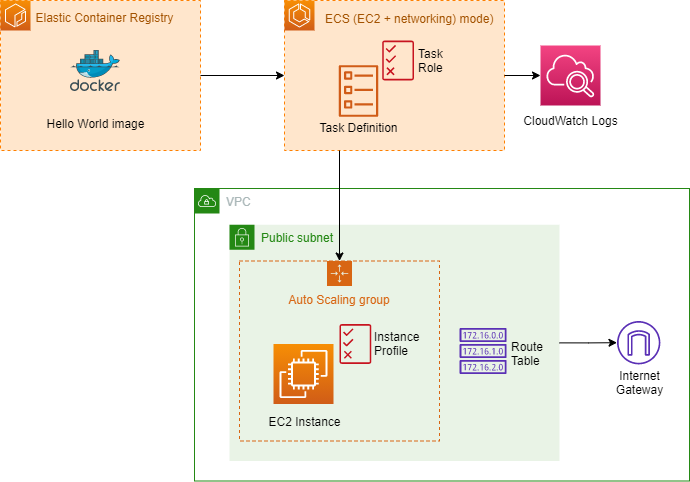 Elastic Container Registry
docker
Hello World image
ECS (EC2 + networking) mode)
Task
Role
Task Definition
CloudWatch Logs
VPC
Public subnet
Auto Scaling group
Instance
Profile
EC2 Instance
172.16.0.0
172.16.1.0
172.16.2.0
Route
Table
Internet
Gateway